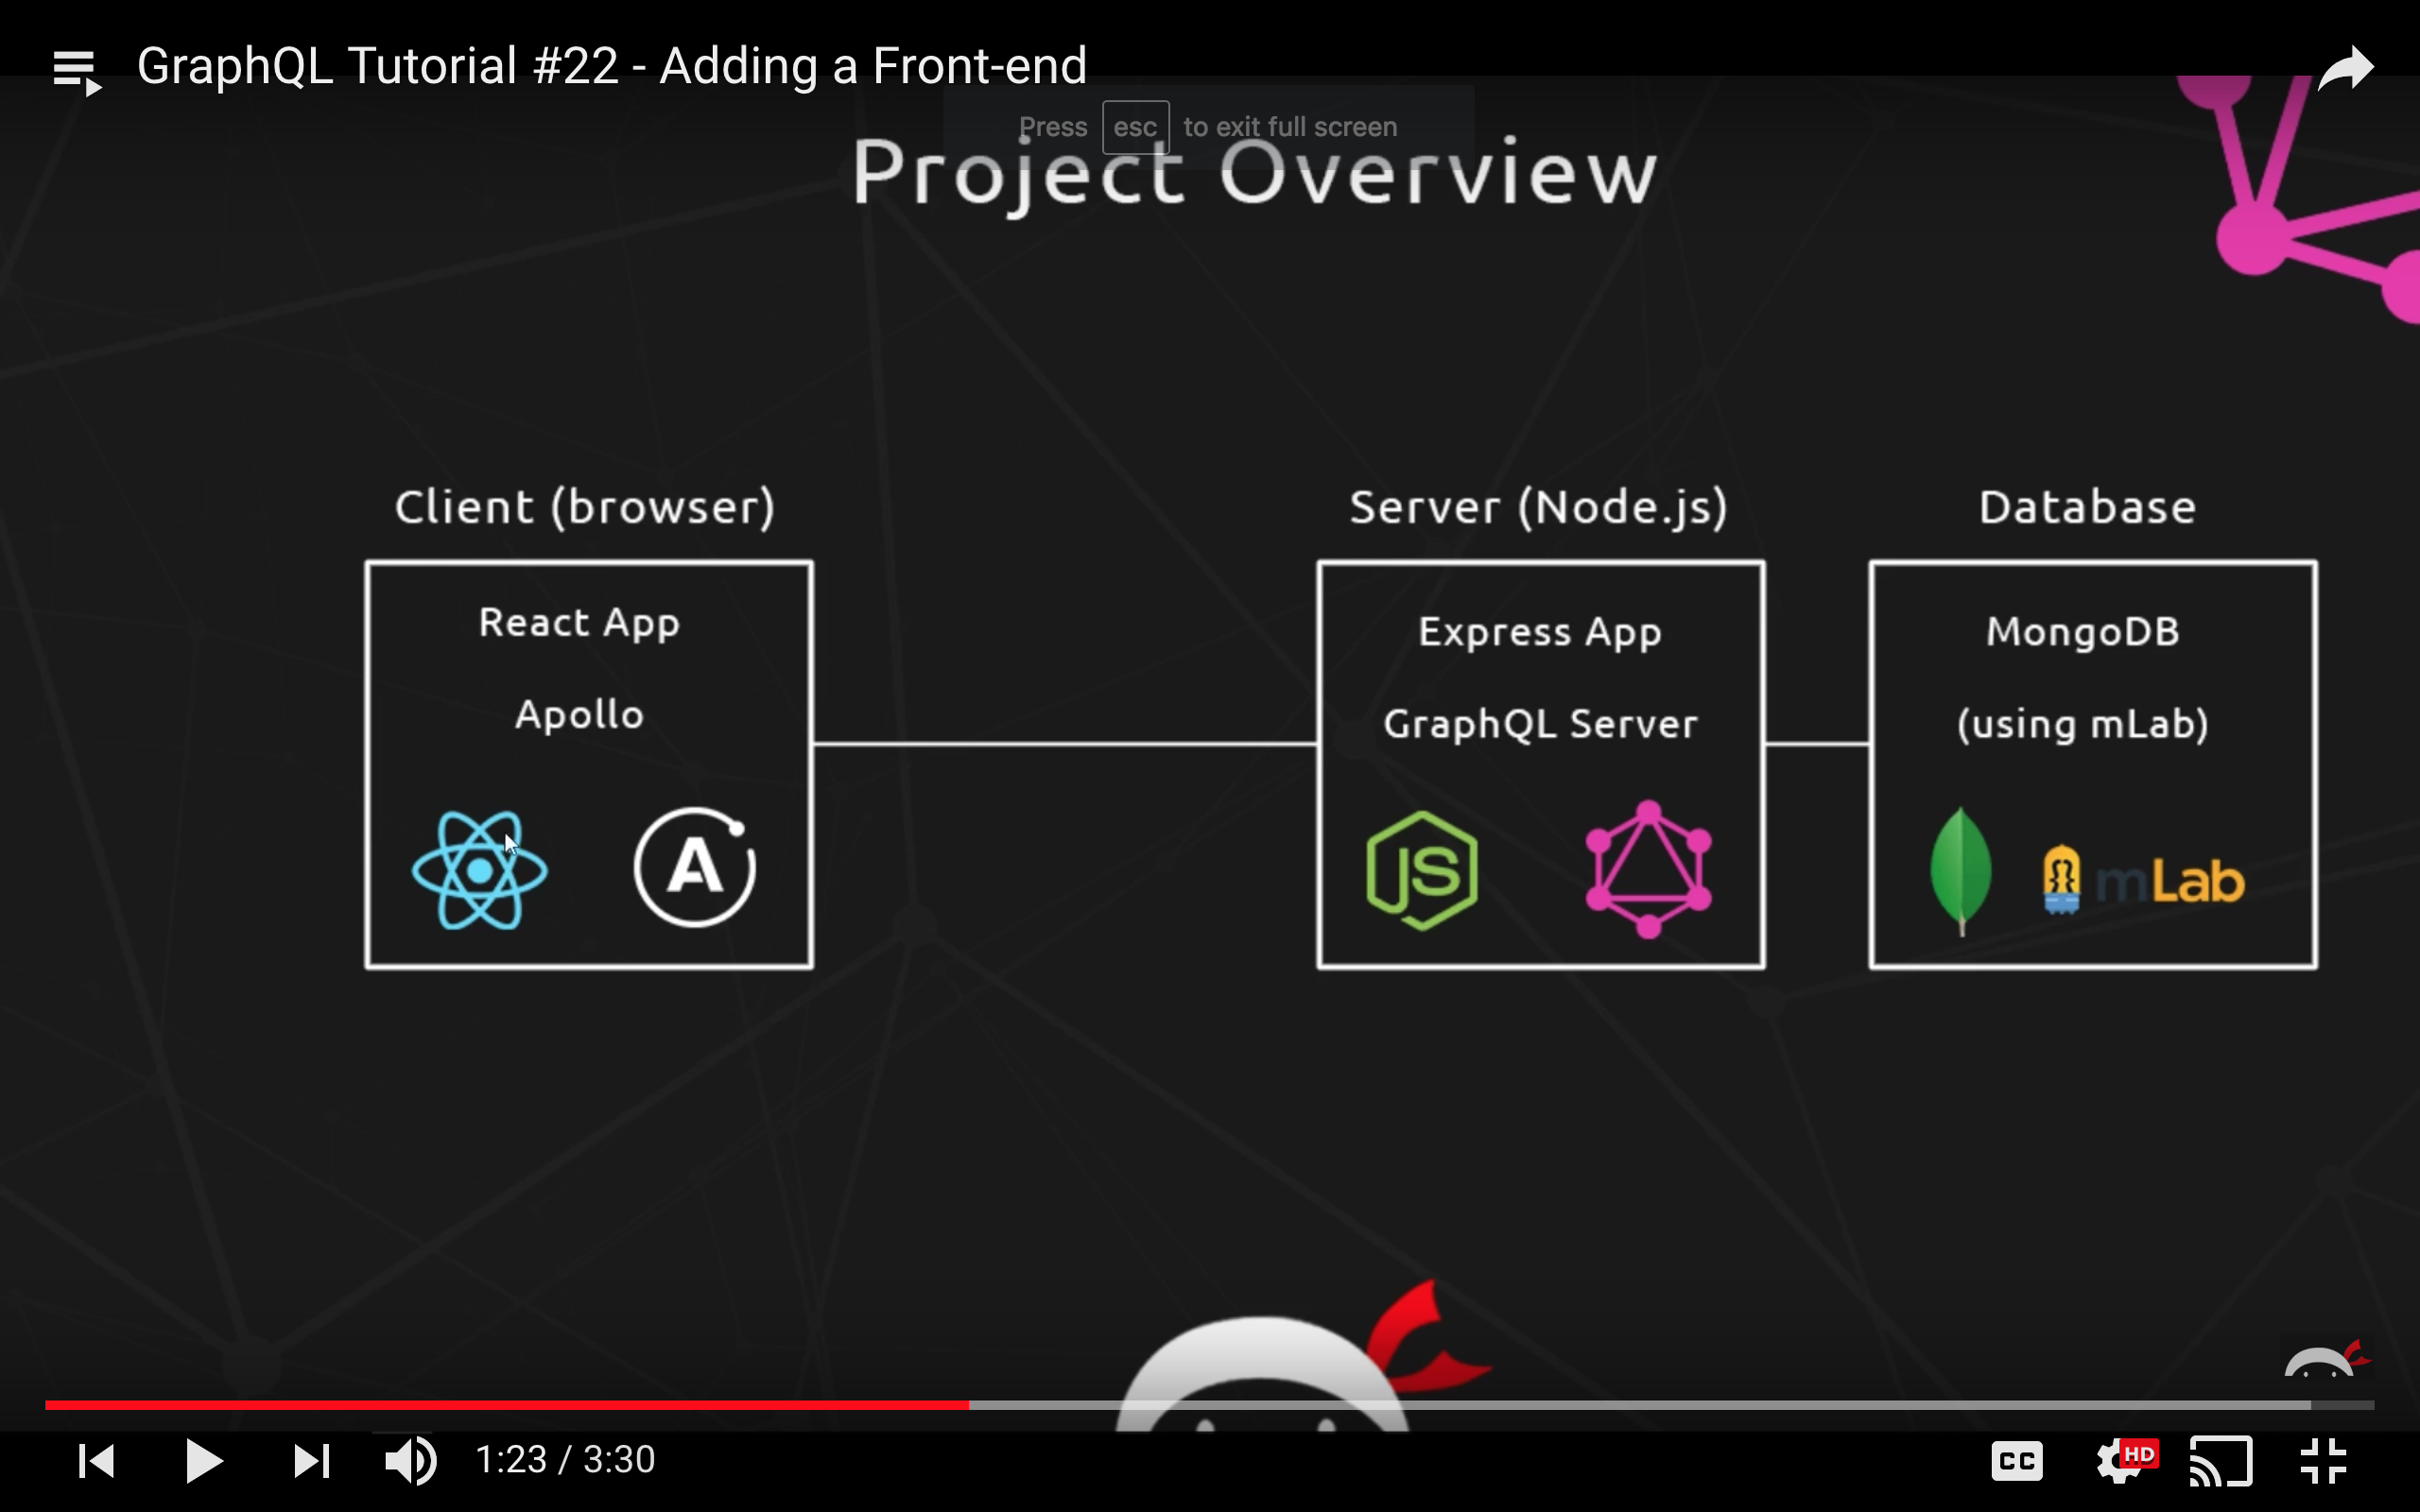 GraphQL Tutorial #22 - Adding a Front-end
Press esc to exit full screen
Project Overview
Client (browser)
React App
Apollo
A
Server (Node.js)
Express App
GraphQL Server
JS
Database
MongoDB
(using mLab)
mLab
1:23 / 3:30
CC
HD